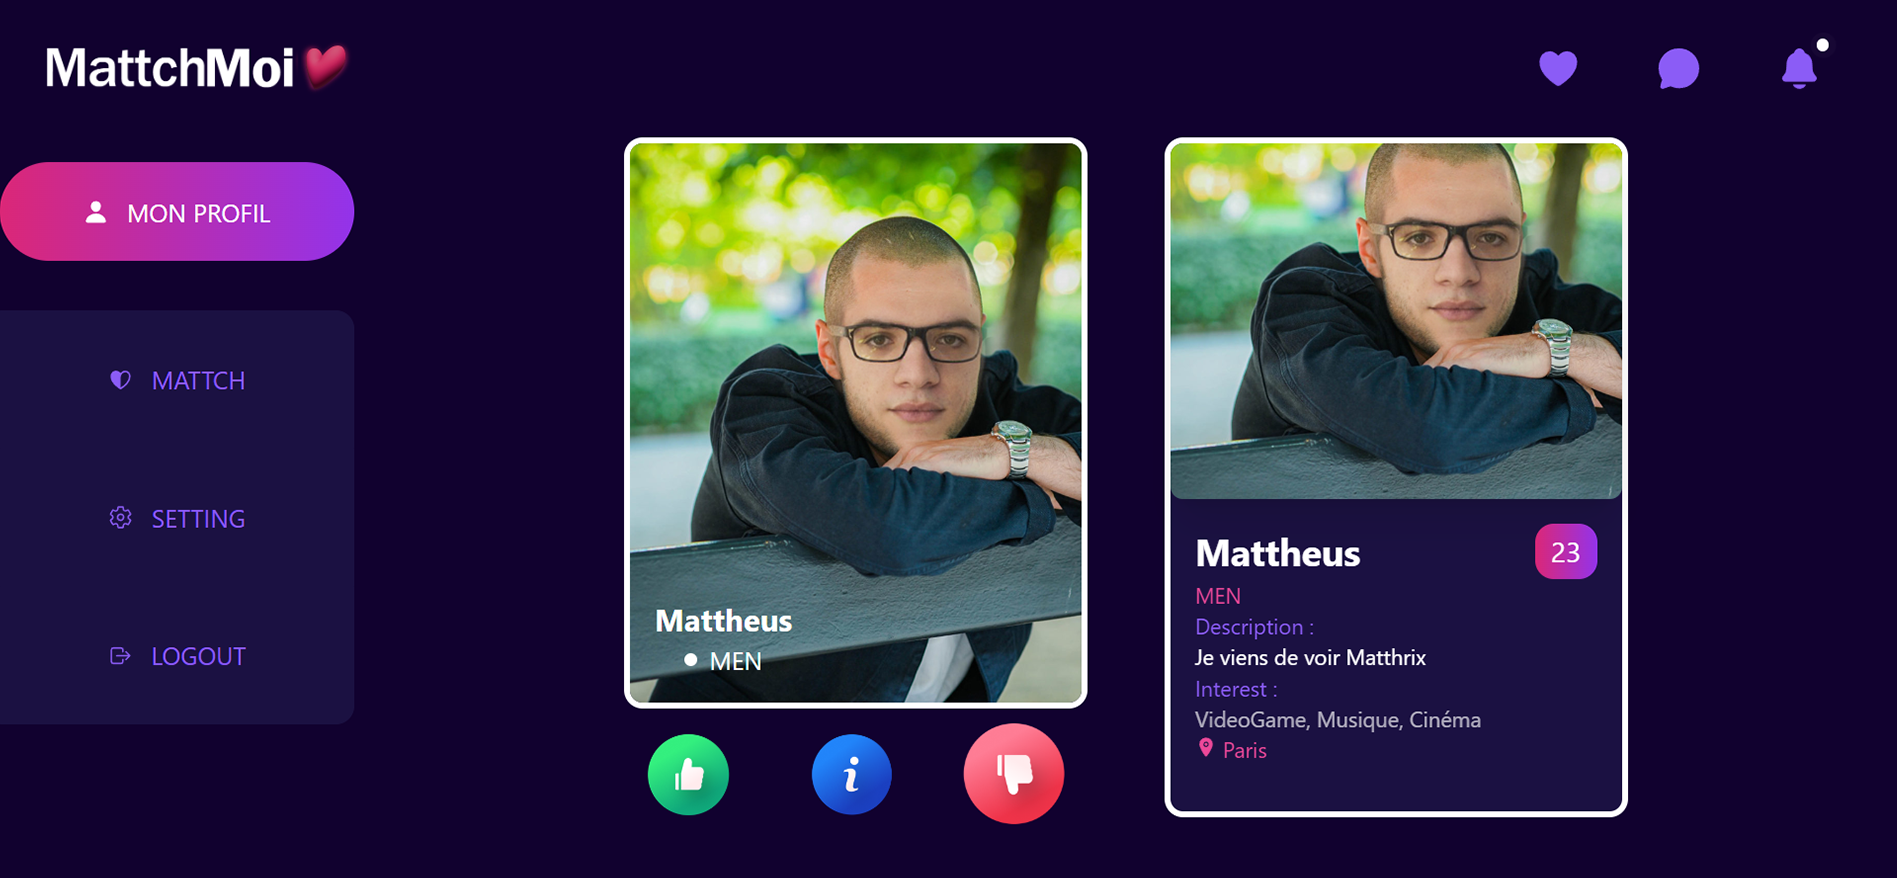 MattchMoi
MON PROFIL
MATTCH
SETTING
LOGOUT
Mattheus
MEN
i
Mattheus
23
MEN
Description :
Je viens de voir Matthrix
Interest :
VideoGame, Musique, Cinéma
Paris